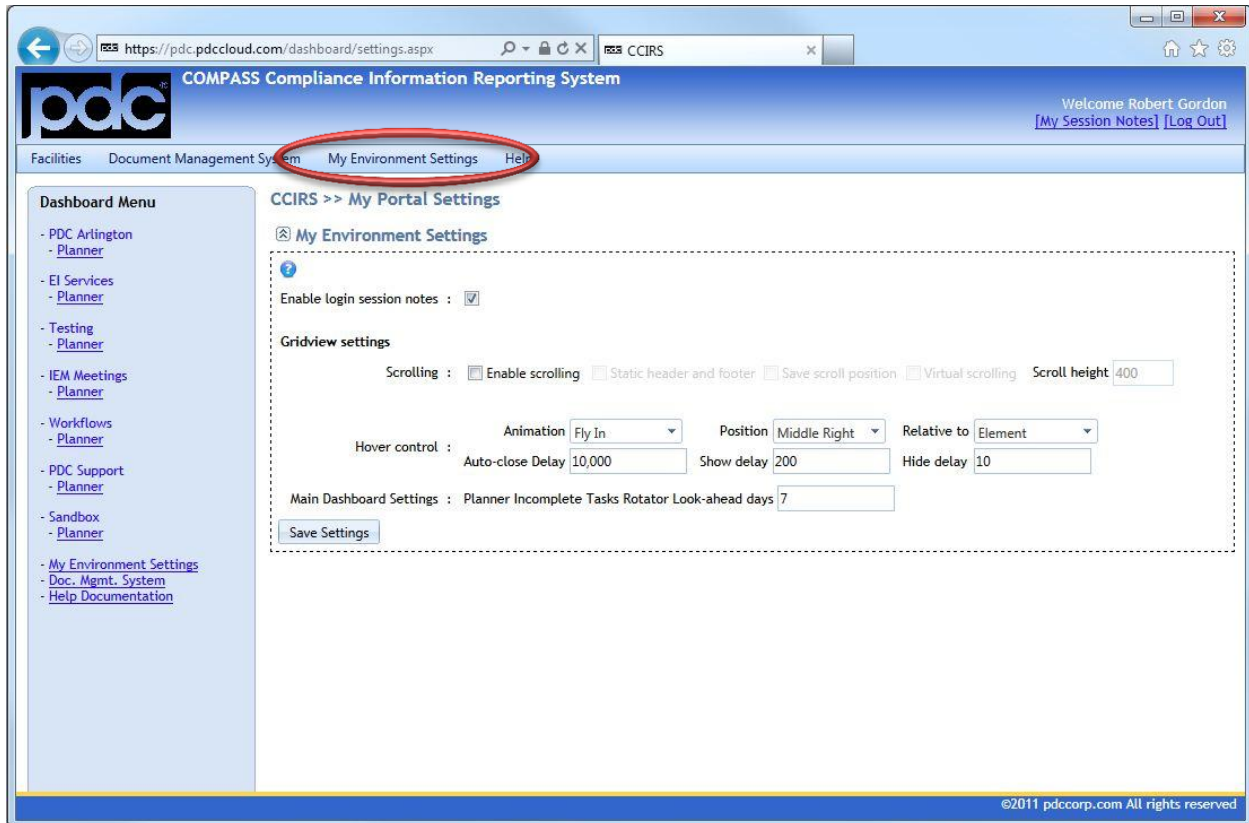 https://pdc.pdccloud.com/dashboard/settings.aspx CCIRS
COMPASS Compliance Information Reporting System
pdc®
Welcome Robert Gordon
[My Session Notes] [Log Out]
Facilities Document Management System My Environment Settings Help
Dashboard Menu
- PDC Arlington
- Planner
- EI Services
- Planner
- Testing
- Planner
- IEM Meetings
- Planner
- Workflows
- Planner
- PDC Support
- Planner
- Sandbox
- Planner
- My Environment Settings
- Doc. Mgmt. System
- Help Documentation
CCIRS >> My Portal Settings
My Environment Settings
Enable login session notes :
Gridview settings
Scrolling : Enable scrolling Static header and footer Save scroll position Virtual scrolling Scroll height 400
Hover control :
Animation Fly In Position Middle Right Relative to Element
Auto-close Delay 10,000 Show delay 200 Hide delay 10
Main Dashboard Settings : Planner Incomplete Tasks Rotator Look-ahead days 7
Save Settings
©2011 pdccorp.com All rights reserved